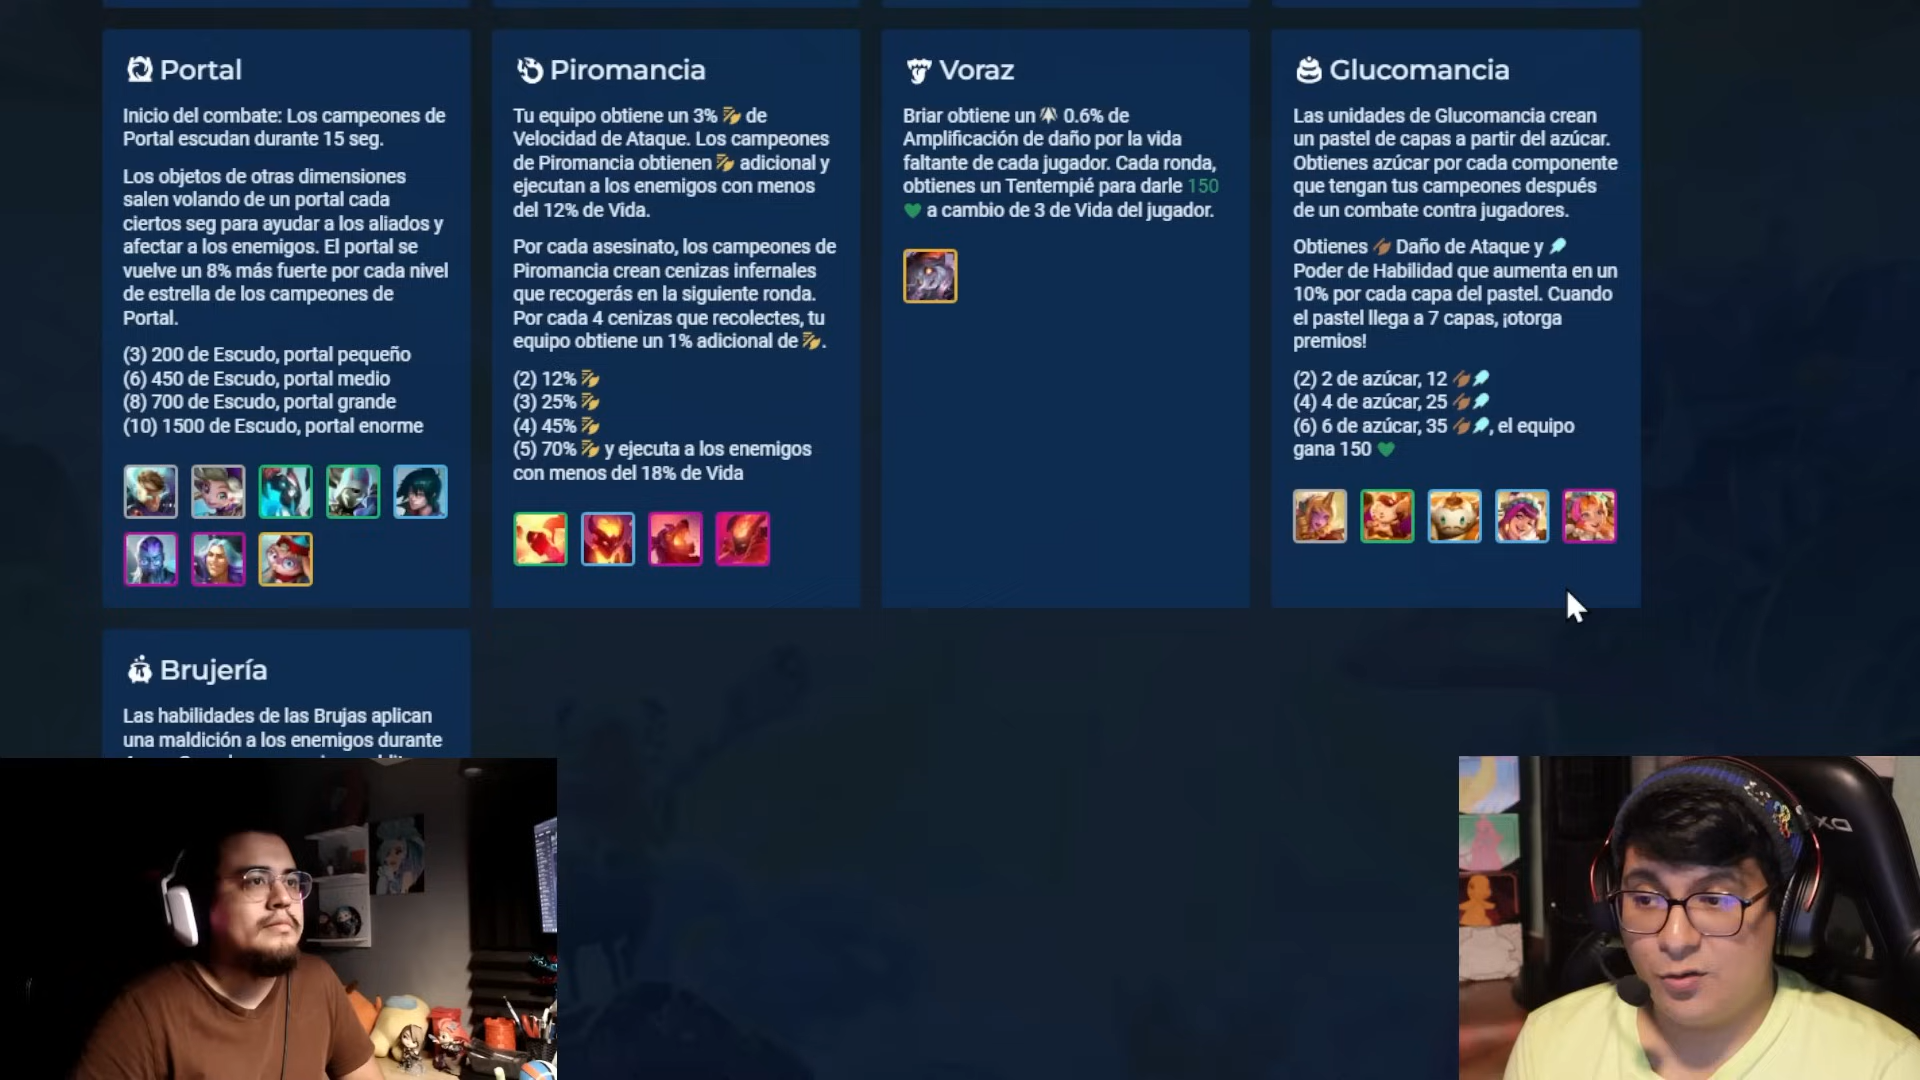 Portal
Inicio del combate: Los campeones de
Portal escudan durante 15 seg.
Los objetos de otras dimensiones
salen volando de un portal cada
ciertos seg para ayudar a los aliados y
afectar a los enemigos. El portal se
vuelve un 8% más fuerte por cada nivel
de estrella de los campeones de
Portal.
(3) 200 de Escudo, portal pequeño
(6) 450 de Escudo, portal medio
(8) 700 de Escudo, portal grande
(10) 1500 de Escudo, portal enorme
Piromancia
Tu equipo obtiene un 3% de
Velocidad de Ataque. Los campeones
de Piromancia obtienen adicional y
ejecutan a los enemigos con menos
del 12% de Vida.
Por cada asesinato, los campeones de
Piromancia crean cenizas infernales
que recogerás en la siguiente ronda.
Por cada 4 cenizas que recolectes, tu
equipo obtiene un 1% adicional de .
(2) 12%
(3) 25%
(4) 45%
(5) 70% y ejecuta a los enemigos
con menos del 18% de Vida
Voraz
Briar obtiene un 0.6% de
Amplificación de daño por la vida
faltante de cada jugador. Cada ronda,
obtienes un Tentempié para darle 150
a cambio de 3 de Vida del jugador.
Glucomancia
Las unidades de Glucomancia crean
un pastel de capas a partir del azúcar.
Obtienes azúcar por cada componente
que tengan tus campeones después
de un combate contra jugadores.
Obtienes Daño de Ataque y
Poder de Habilidad que aumenta en un
10% por cada capa del pastel. Cuando
el pastel llega a 7 capas, ¡otorga
premios!
(2) 2 de azúcar, 12
(4) 4 de azúcar, 25
(6) 6 de azúcar, 35 , el equipo
gana 150
Brujería
Las habilidades de las Brujas aplican
una maldición a los enemigos durante